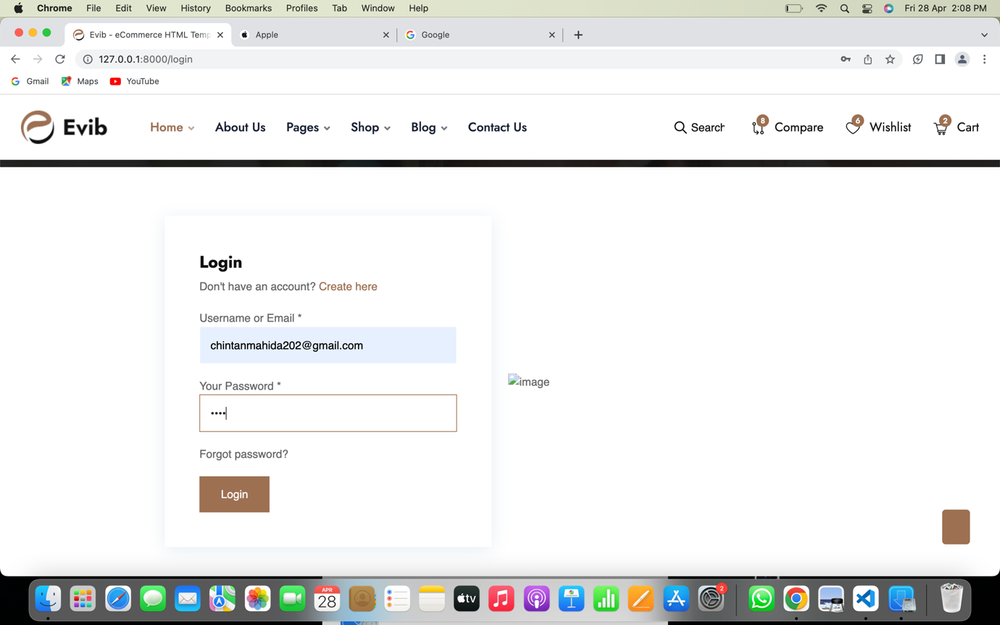 Chrome File Edit View History Bookmarks Profiles Tab Window Help Fri 28 Apr 2:08 PM
Evib - eCommerce HTML Temp Apple Google
127.0.0.1:8000/login
Gmail Maps YouTube
Evib Home About Us Pages Shop Blog Contact Us Search 8 Compare 6 Wishlist 2 Cart
Login
Don't have an account? Create here
Username or Email *
chintanmahida202@gmail.com
Your Password *
••••
image
Forgot password?
Login
APR
28
tv
2